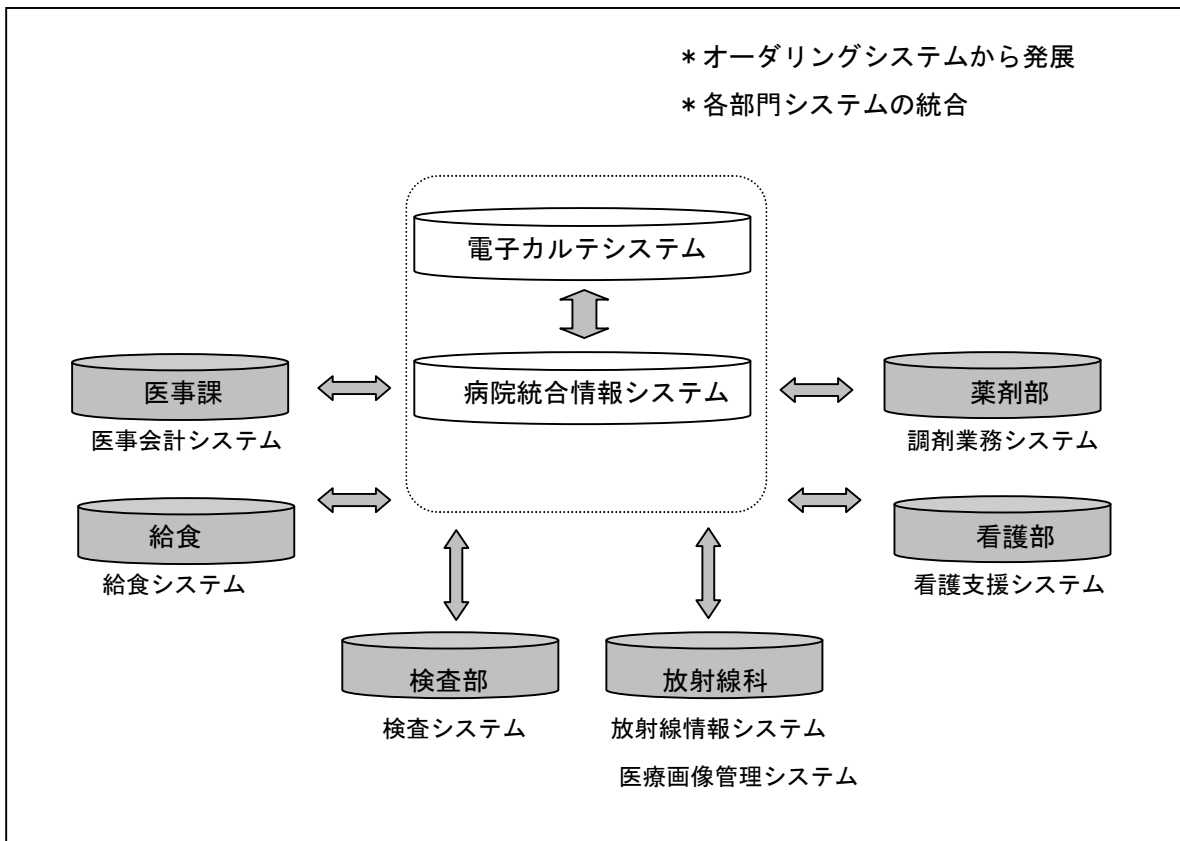 ＊オーダリングシステムから発展
＊各部門システムの統合
電子カルテシステム
病院統合情報システム
医事課
医事会計システム
薬剤部
調剤業務システム
給食
給食システム
看護部
看護支援システム
検査部
検査システム
放射線科
放射線情報システム
医療画像管理システム